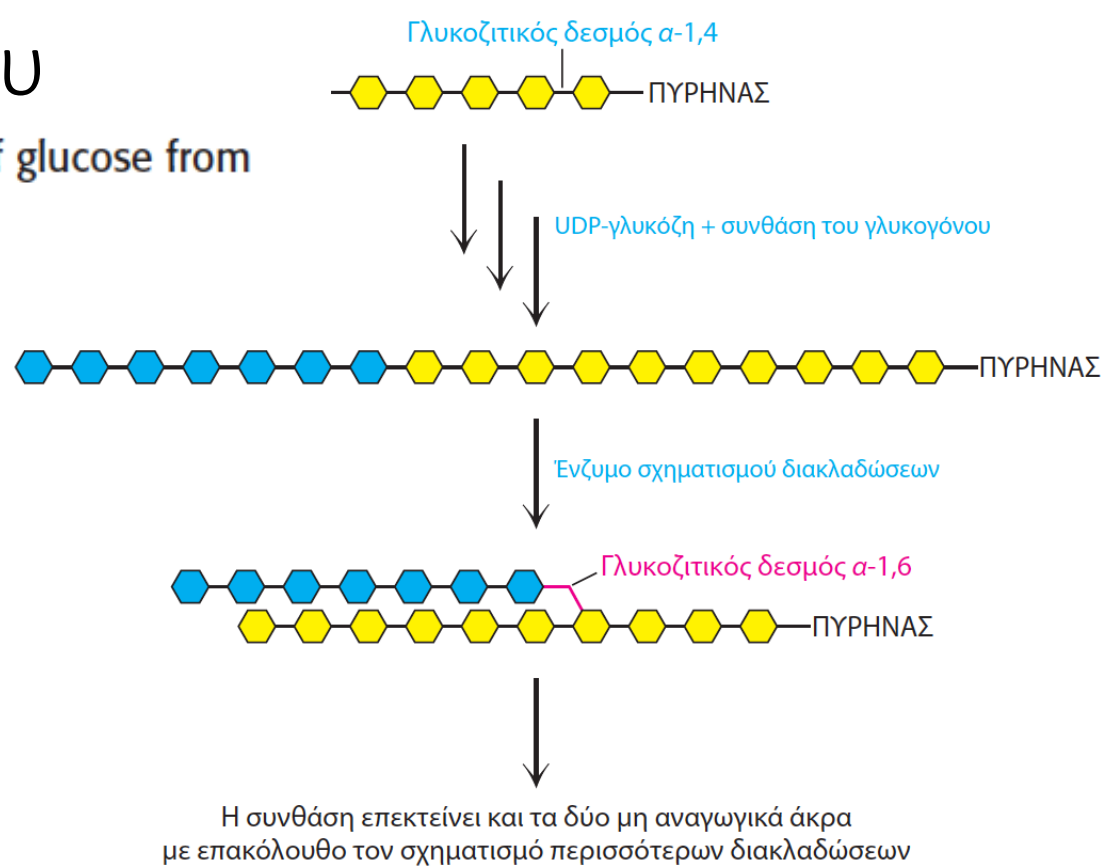 Γλυκοζιτικός δεσμός α-1,4
υ
ΠΥΡΗΝΑΣ
glucose from
UDP-γλυκόζη + συνθάση του γλυκογόνου
ΠΥΡΗΝΑΣ
Ένζυμο σχηματισμού διακλαδώσεων
Γλυκοζιτικός δεσμός α-1,6
ΠΥΡΗΝΑΣ
Η συνθάση επεκτείνει και τα δύο μη αναγωγικά άκρα
με επακόλουθο τον σχηματισμό περισσότερων διακλαδώσεων